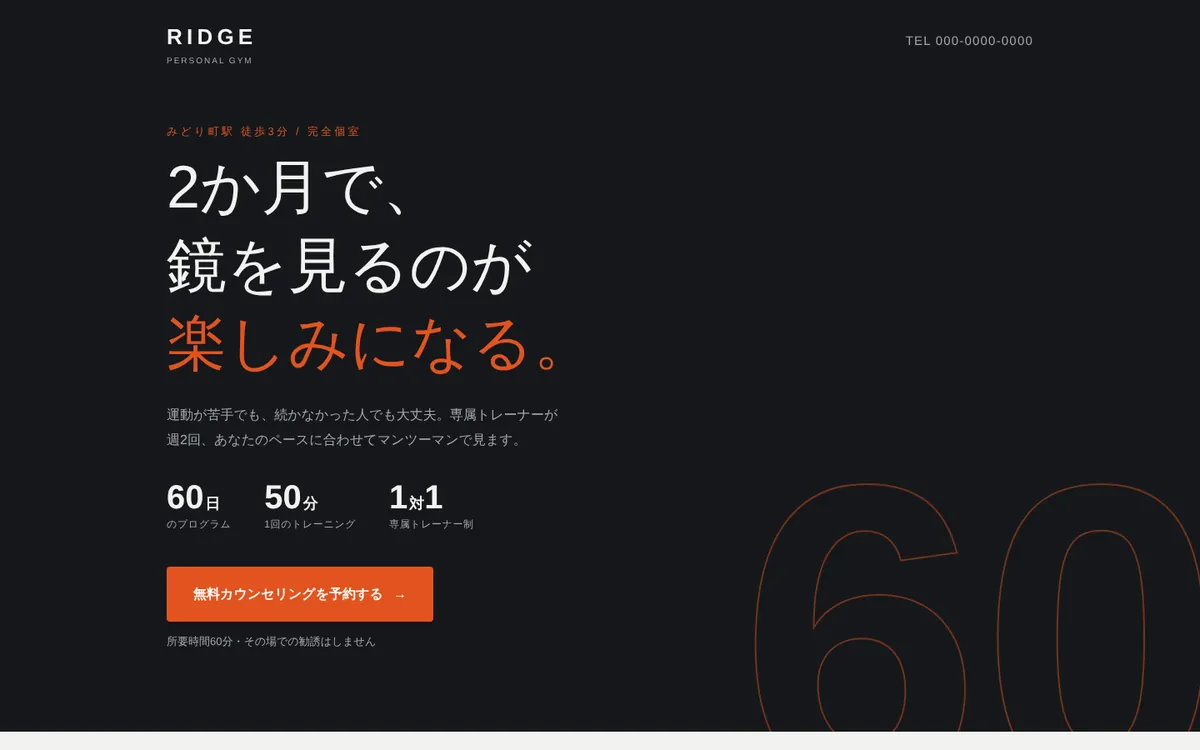 RIDGE
PERSONAL GYM
TEL 000-0000-0000
みどり町駅 徒歩3分 / 完全個室
2か月で、
鏡を見るのが
楽しみになる。
運動が苦手でも、続かなかった人でも大丈夫。専属トレーナーが
週2回、あなたのペースに合わせてマンツーマンで見ます。
60日 50分 1対1
のプログラム 1回のトレーニング 専属トレーナー制
無料カウンセリングを予約する →
所要時間60分・その場での勧誘はしません
60